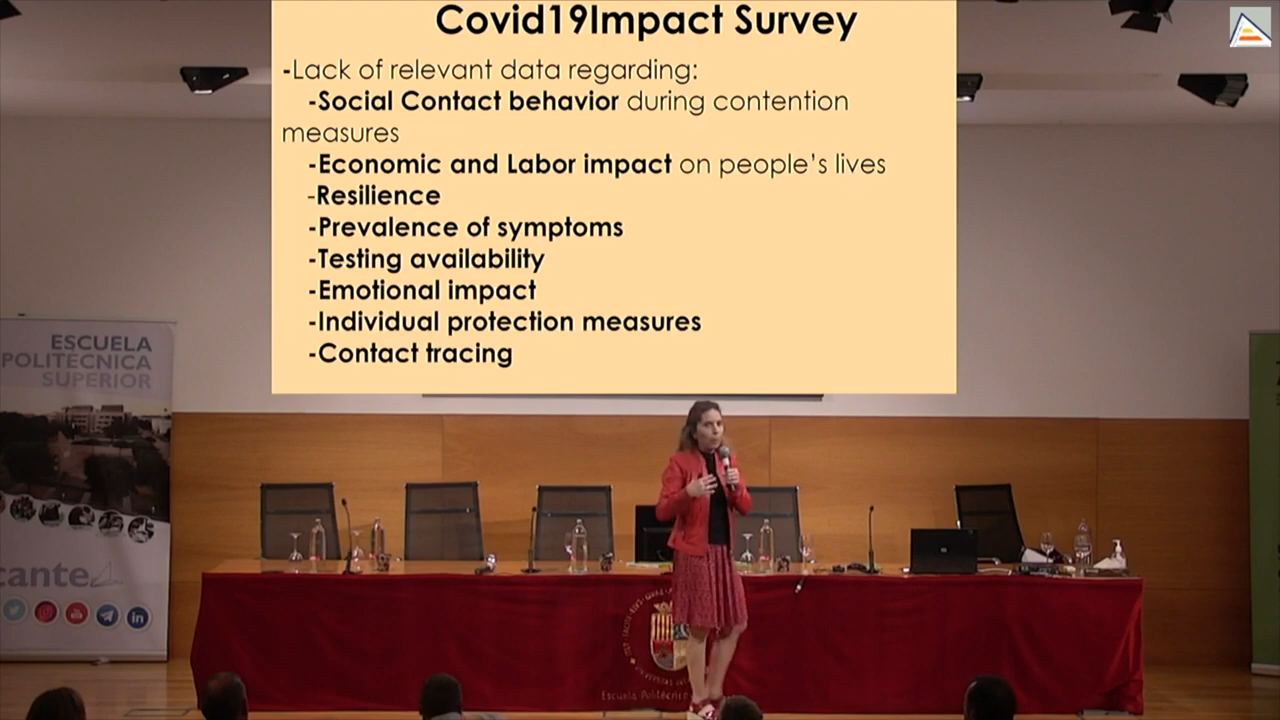 Covid19Impact Survey
-Lack of relevant data regarding:
-Social Contact behavior during contention
measures
-Economic and Labor impact on people's lives
-Resilience
-Prevalence of symptoms
-Testing availability
-Emotional impact
-Individual protection measures
-Contact tracing
ESCUELA
POLITÉCNICA
SUPERIOR
cante
Escuela Politécnic